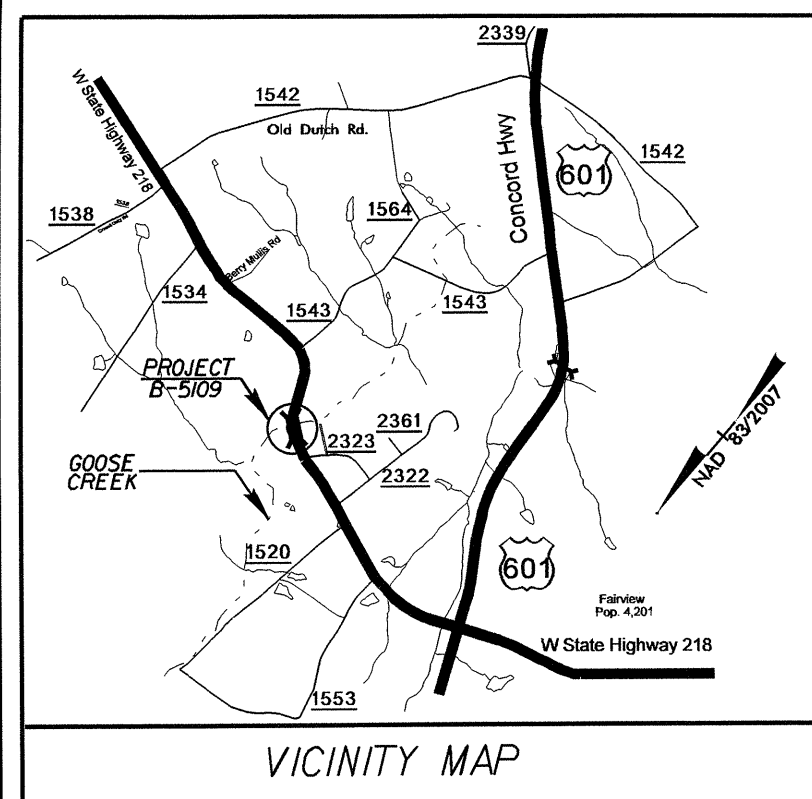 2339
W State Highway 218
1542
Old Dutch Rd.
Concord Hwy
601
1542
1538
1538
1564
Berry Mullis Rd
1534
1543
1543
PROJECT
B-5109
2361
2323
2322
NAD 83/2007
GOOSE
CREEK
1520
601
Fairview
Pop. 4,201
W State Highway 218
1553
VICINITY MAP